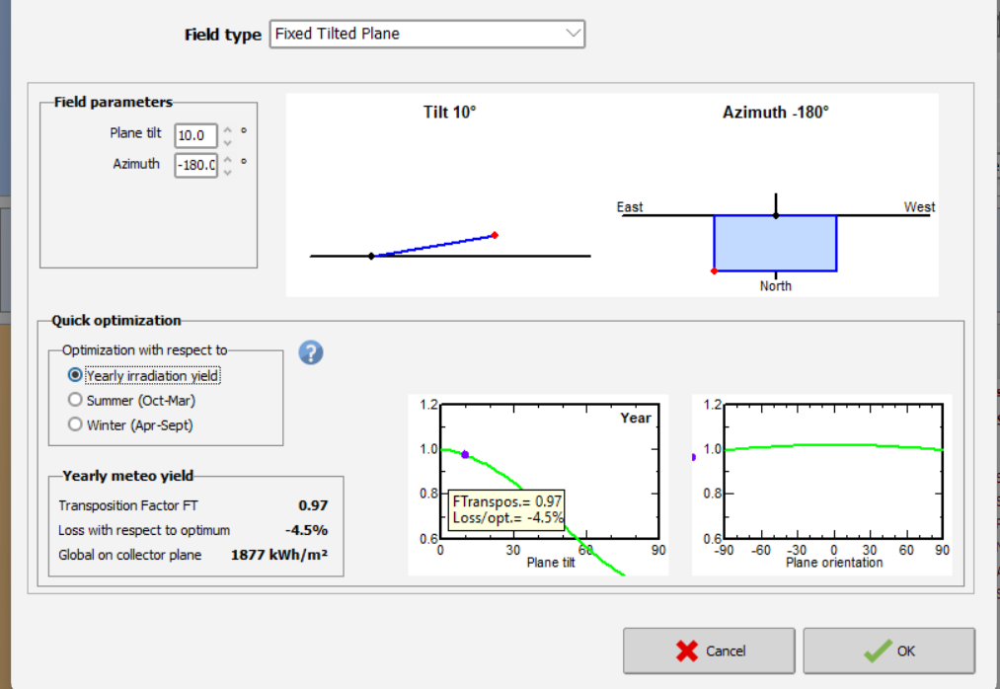 Field type Fixed Tilted Plane
Field parameters
Plane tilt 10.0 °
Azimuth -180.0 °
Tilt 10°
Azimuth -180°
East West
North
Quick optimization
Optimization with respect to
Yearly irradiation yield
Summer (Oct-Mar)
Winter (Apr-Sept)
?
Yearly meteo yield
Transposition Factor FT 0.97
Loss with respect to optimum -4.5%
Global on collector plane 1877 kWh/m²
Year
1.2
1.0
0.8
0.6
FTranspos.= 0.97
Loss/opt.= -4.5%
0 30 60 90
Plane tilt
1.2
1.0
0.8
0.6
-90 -60 -30 0 30 60 90
Plane orientation
Cancel
OK